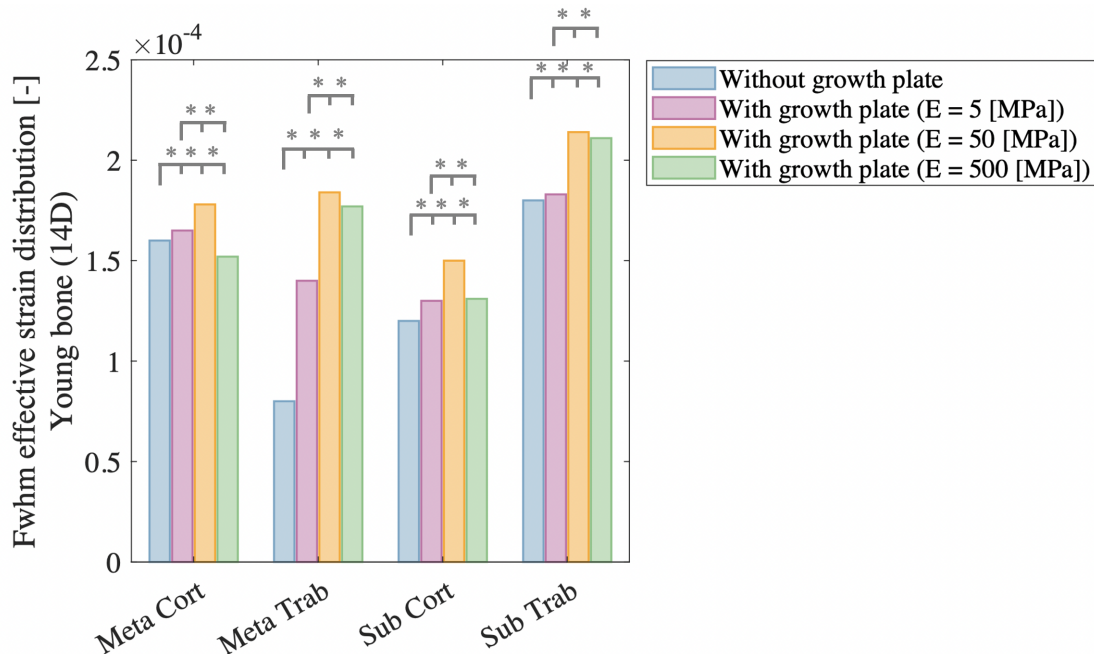 ×10⁻⁴
Fwhm effective strain distribution [-]
Young bone (14D)
2.5
2
1.5
1
0.5
0
* *
* * *
* *
* * *
* *
* * *
* *
* * *
Meta Cort
Meta Trab
Sub Cort
Sub Trab
Without growth plate
With growth plate (E = 5 [MPa])
With growth plate (E = 50 [MPa])
With growth plate (E = 500 [MPa])